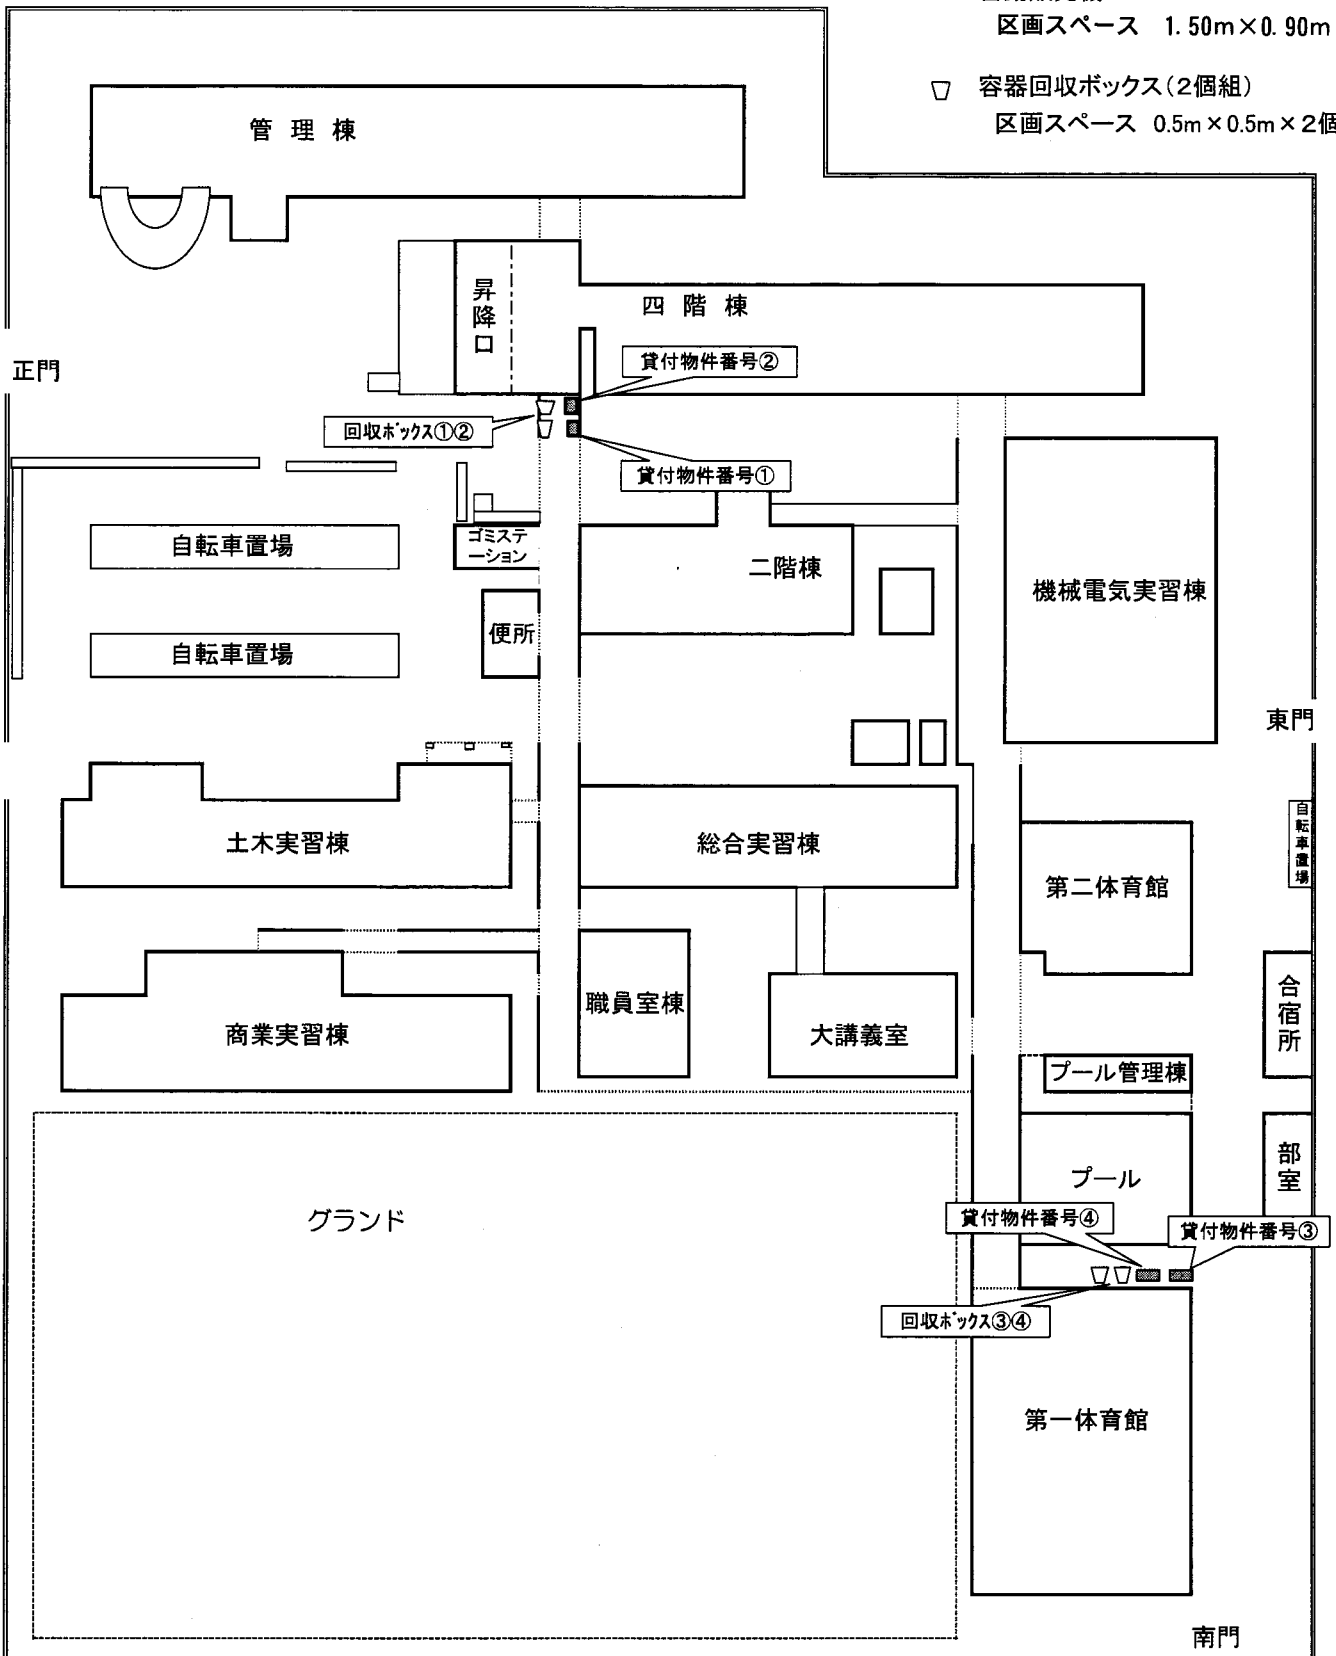 区画スペース 1.50m×0.90m
容器回収ボックス(2個組)
区画スペース 0.5m×0.5m×2個
管理棟
昇降口
四階棟
正門
貸付物件番号②
回収ボックス①②
貸付物件番号①
自転車置場
ゴミステ
ーション
二階棟
機械電気実習棟
便所
自転車置場
東門
土木実習棟
総合実習棟
自転車置場
第二体育館
合宿所
職員室棟
商業実習棟
大講義室
プール管理棟
プール
部室
グランド
貸付物件番号④
貸付物件番号③
回収ボックス③④
第一体育館
南門